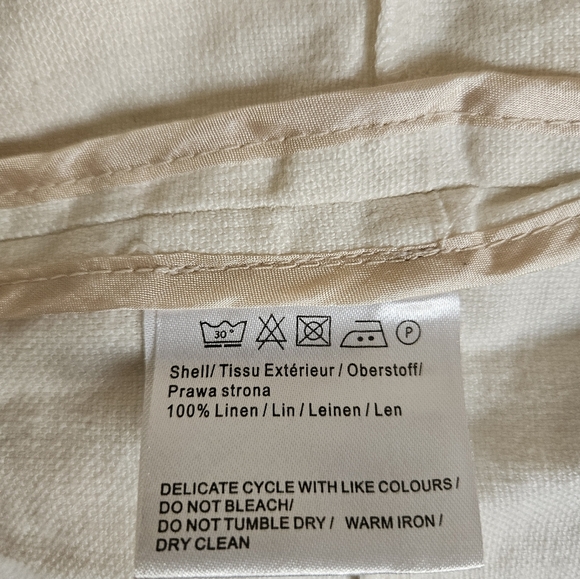 30° P
Shell/ Tissu Extérieur / Oberstoff/
Prawa strona
100% Linen / Lin / Leinen / Len
DELICATE CYCLE WITH LIKE COLOURS /
DO NOT BLEACH/
DO NOT TUMBLE DRY / WARM IRON /
DRY CLEAN